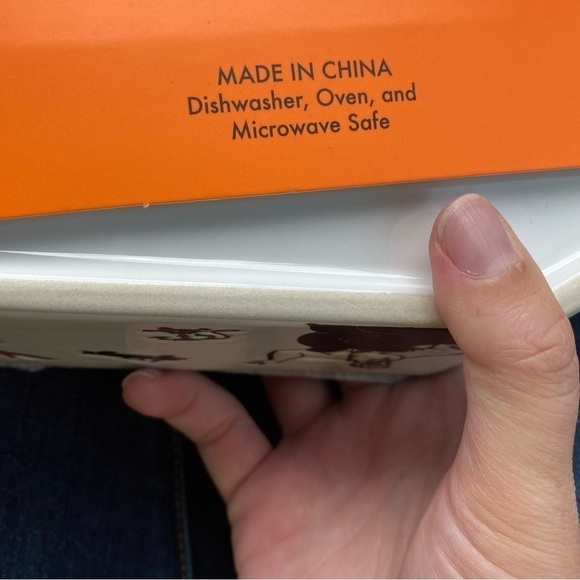 MADE IN CHINA
Dishwasher, Oven, and
Microwave Safe